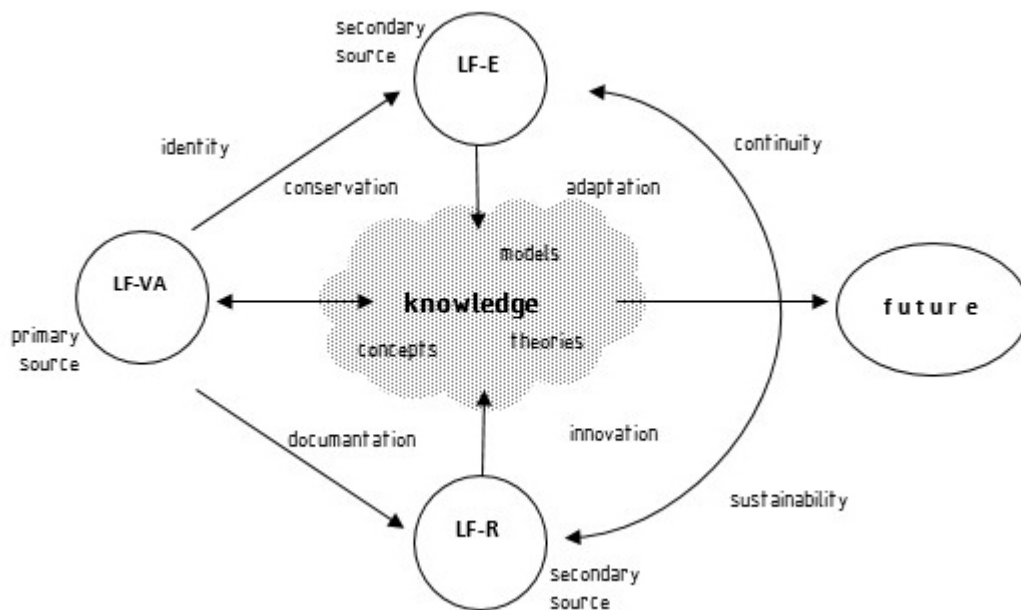 secondary
source
LF-E
identity
continuity
conservation
adaptation
models
LF-VA
knowledge
future
primary
source
concepts
theories
documantation
innovation
sustainability
LF-R
secondary
source